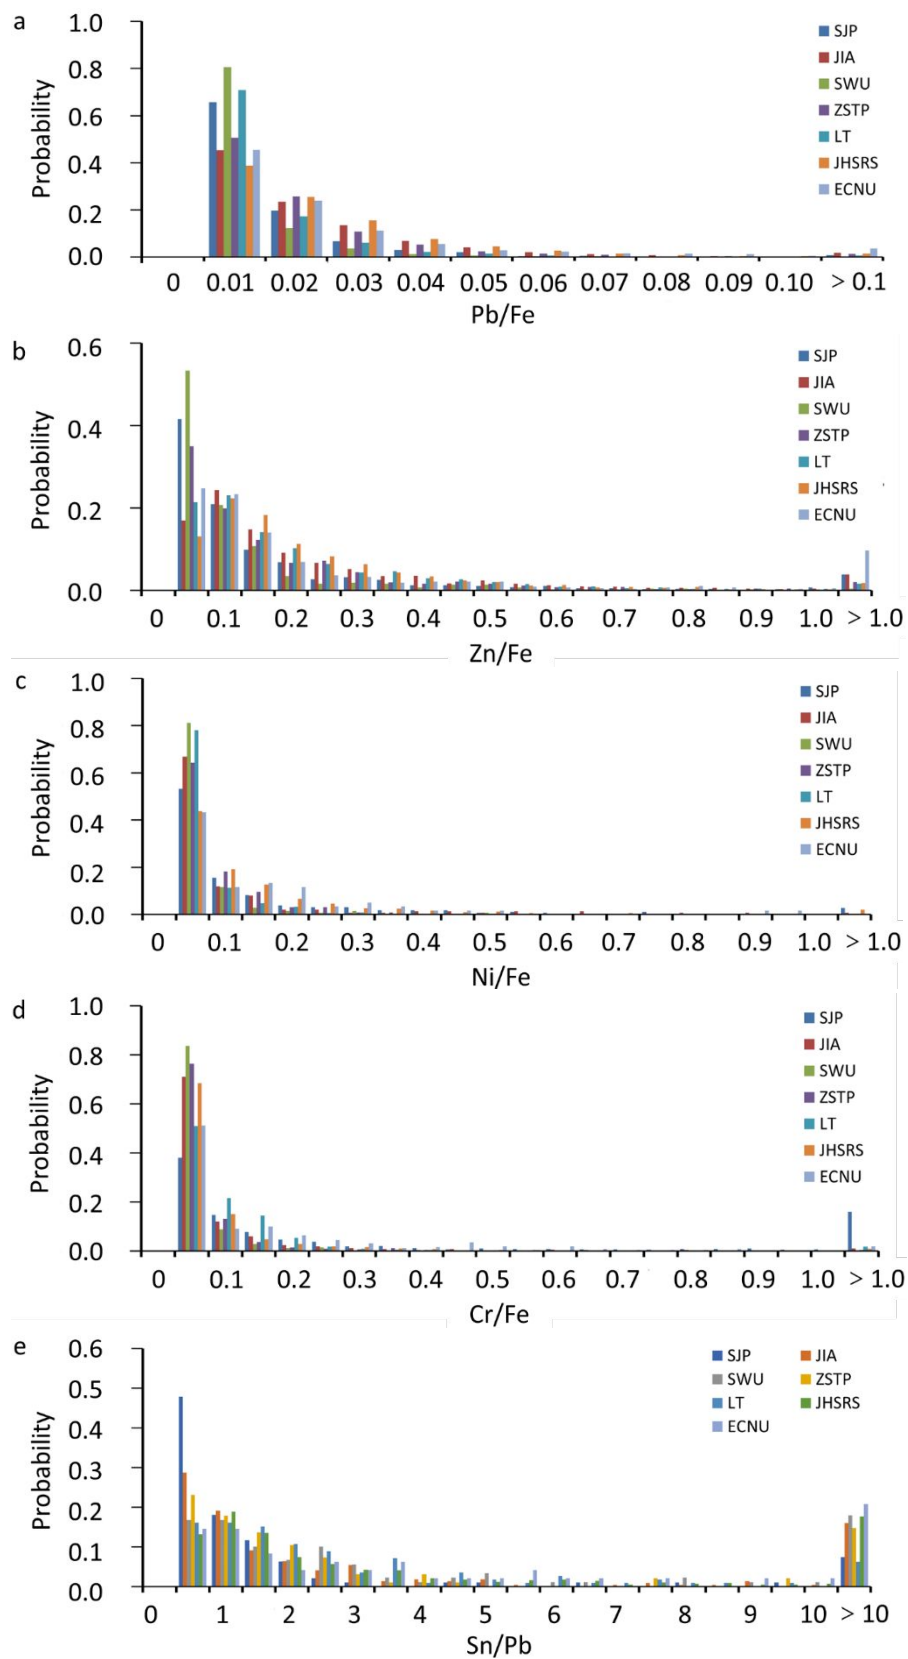 a
1.0
0.8
0.6
0.4
0.2
0.0
Probability
SJP
JIA
SWU
ZSTP
LT
JHSRS
ECNU
0 0.01 0.02 0.03 0.04 0.05 0.06 0.07 0.08 0.09 0.10 > 0.1
Pb/Fe
b
0.6
0.4
0.2
0.0
Probability
SJP
JIA
SWU
ZSTP
LT
JHSRS
ECNU
0 0.1 0.2 0.3 0.4 0.5 0.6 0.7 0.8 0.9 1.0 > 1.0
Zn/Fe
c
1.0
0.8
0.6
0.4
0.2
0.0
Probability
SJP
JIA
SWU
ZSTP
LT
JHSRS
ECNU
0 0.1 0.2 0.3 0.4 0.5 0.6 0.7 0.8 0.9 1.0 > 1.0
Ni/Fe
d
1.0
0.8
0.6
0.4
0.2
0.0
Probability
SJP
JIA
SWU
ZSTP
LT
JHSRS
ECNU
0 0.1 0.2 0.3 0.4 0.5 0.6 0.7 0.8 0.9 1.0 > 1.0
Cr/Fe
e
0.6
0.5
0.4
0.3
0.2
0.1
0.0
Probability
SJP JIA
SWU ZSTP
LT JHSRS
ECNU
0 1 2 3 4 5 6 7 8 9 10 > 10
Sn/Pb